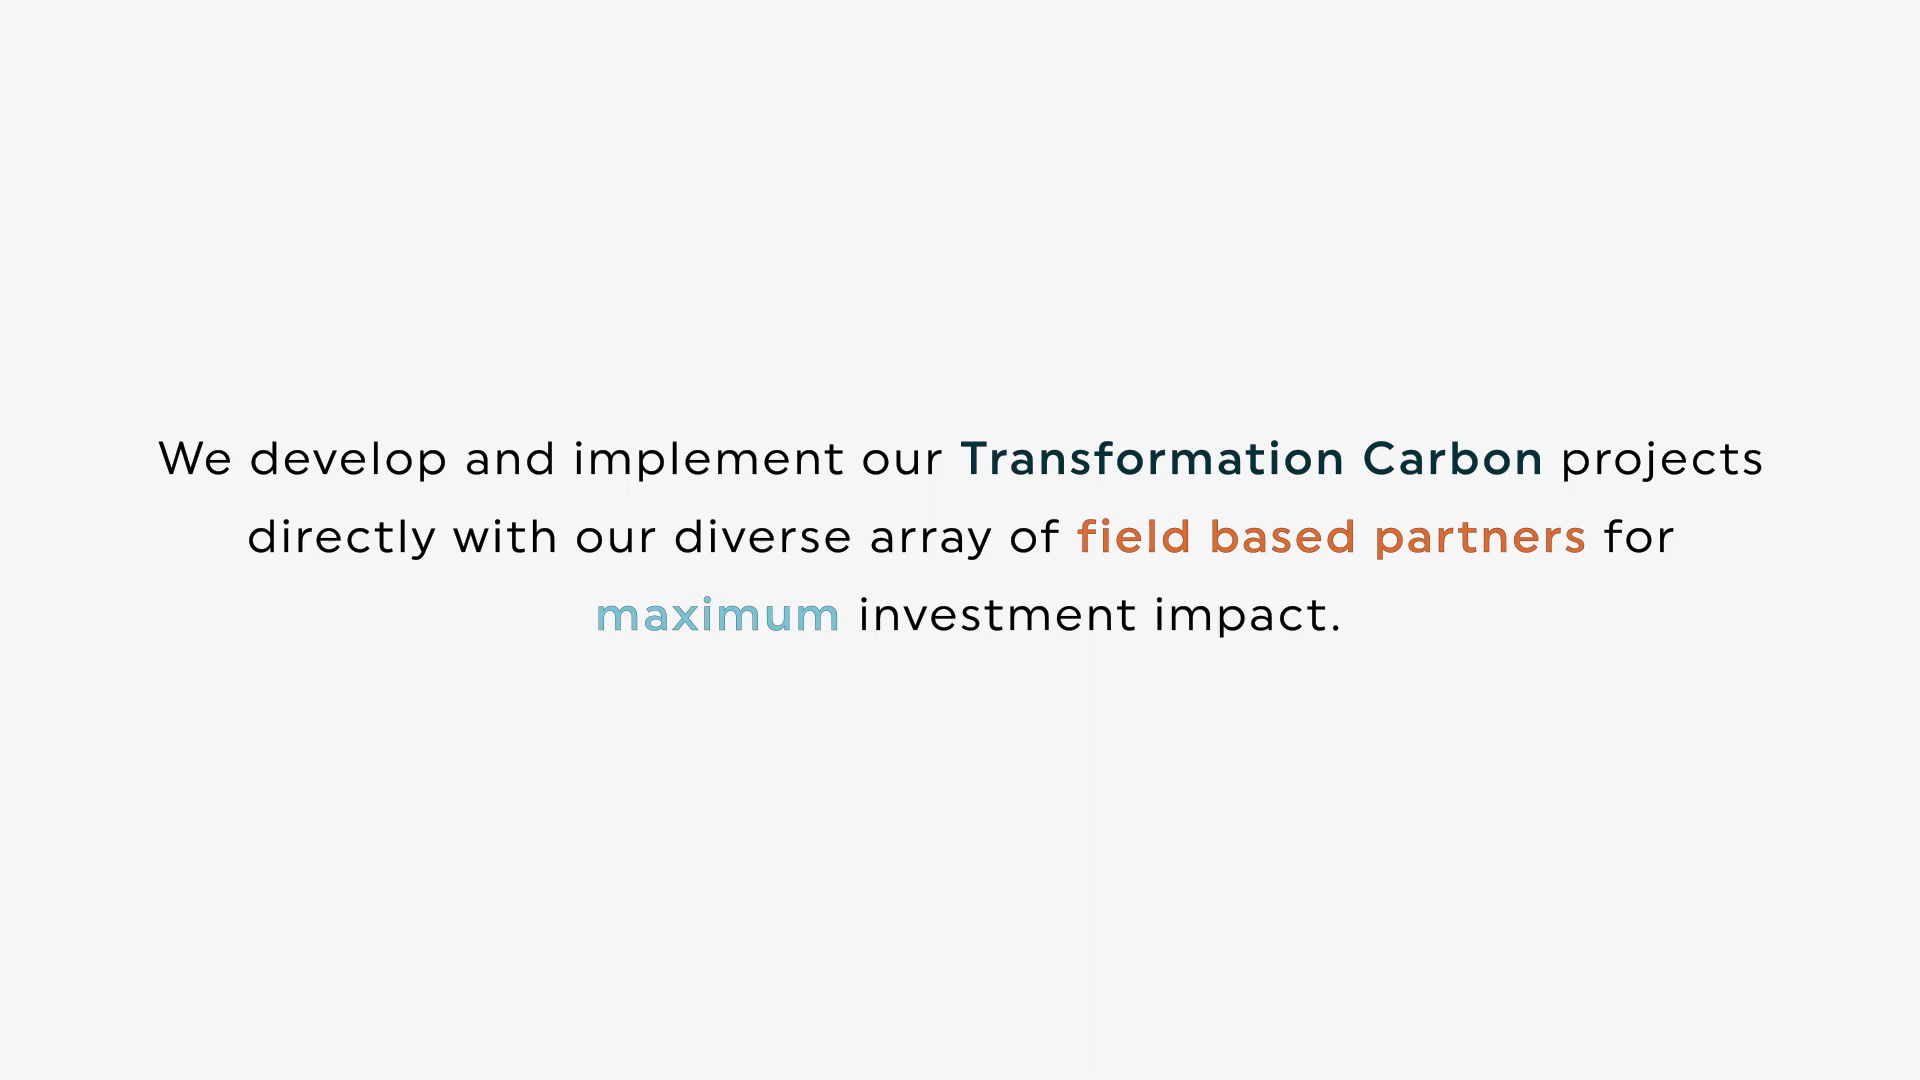 We develop and implement our Transformation Carbon projects
directly with our diverse array of field based partners for
maximum investment impact.